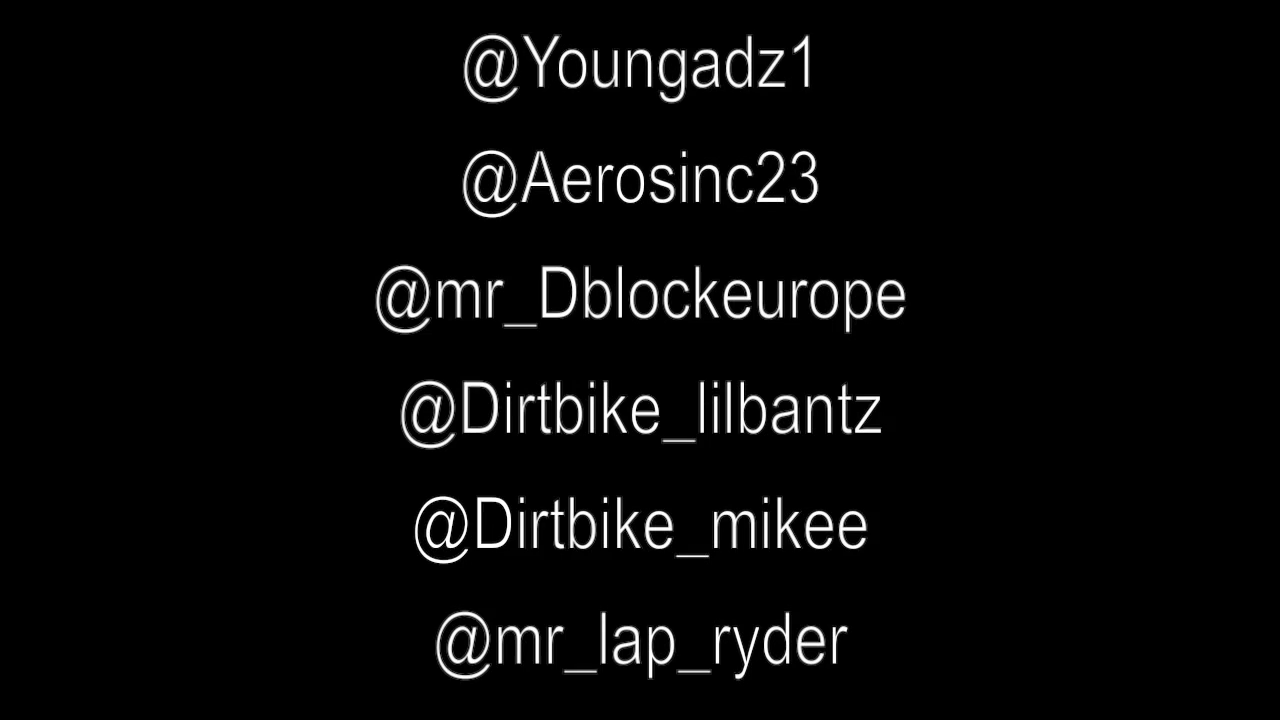 @Youngadz1
@Aerosinc23
@mr_Dblockeurope
@Dirtbike_lilbantz
@Dirtbike_mikee
@mr_lap_ryder